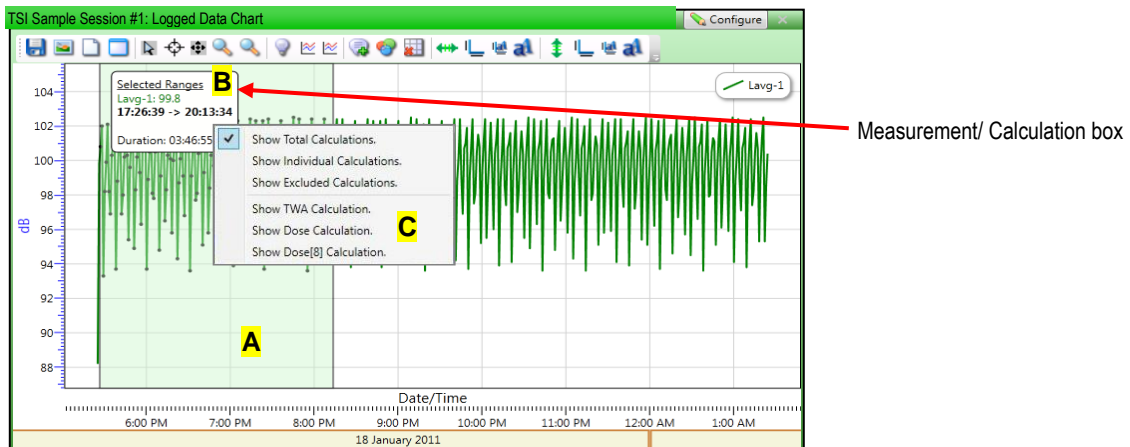 TSI Sample Session #1: Logged Data Chart
Configure
Selected Ranges
B
Lavg-1: 99.8
17:26:39 -> 20:13:34
Duration: 03:46:55
Lavg-1
Measurement/ Calculation box
Show Total Calculations.
Show Individual Calculations.
Show Excluded Calculations.
Show TWA Calculation.
Show Dose Calculation.
C
Show Dose[8] Calculation.
A
dB
104
102
100
98
96
94
92
90
88
Date/Time
6:00 PM 7:00 PM 8:00 PM 9:00 PM 10:00 PM 11:00 PM 12:00 AM 1:00 AM
18 January 2011